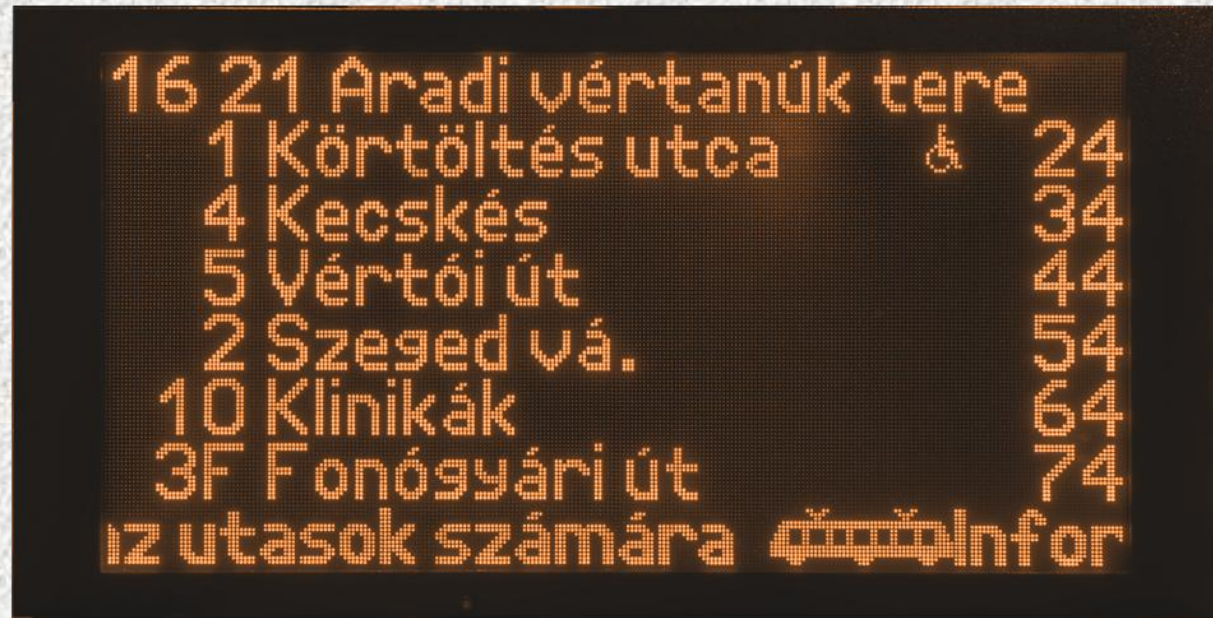 16 21 Aradi vértanúk tere
1 Körtöltés utca 24
4 Kecskés 34
5 Vértói út 44
2 Szeged vá. 54
10 Klinikák 64
3F Fonógyári út 74
az utasok számára Infor